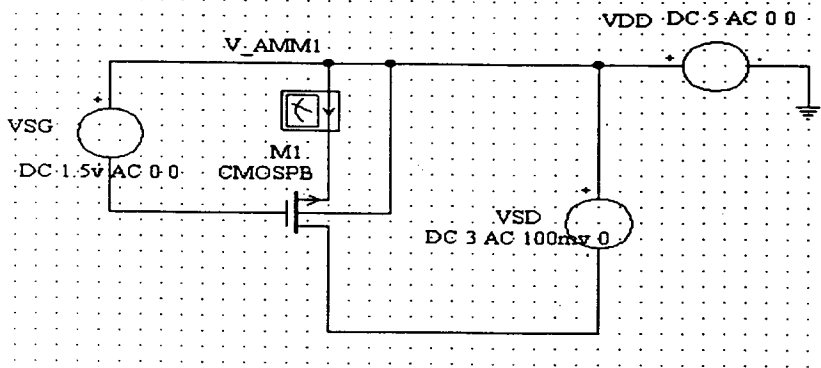 VDD DC 5 AC 0 0
V_AMM1
VSG
DC 1.5v AC 0 0
M1
CMOSPB
VSD
DC 3 AC 100mv 0